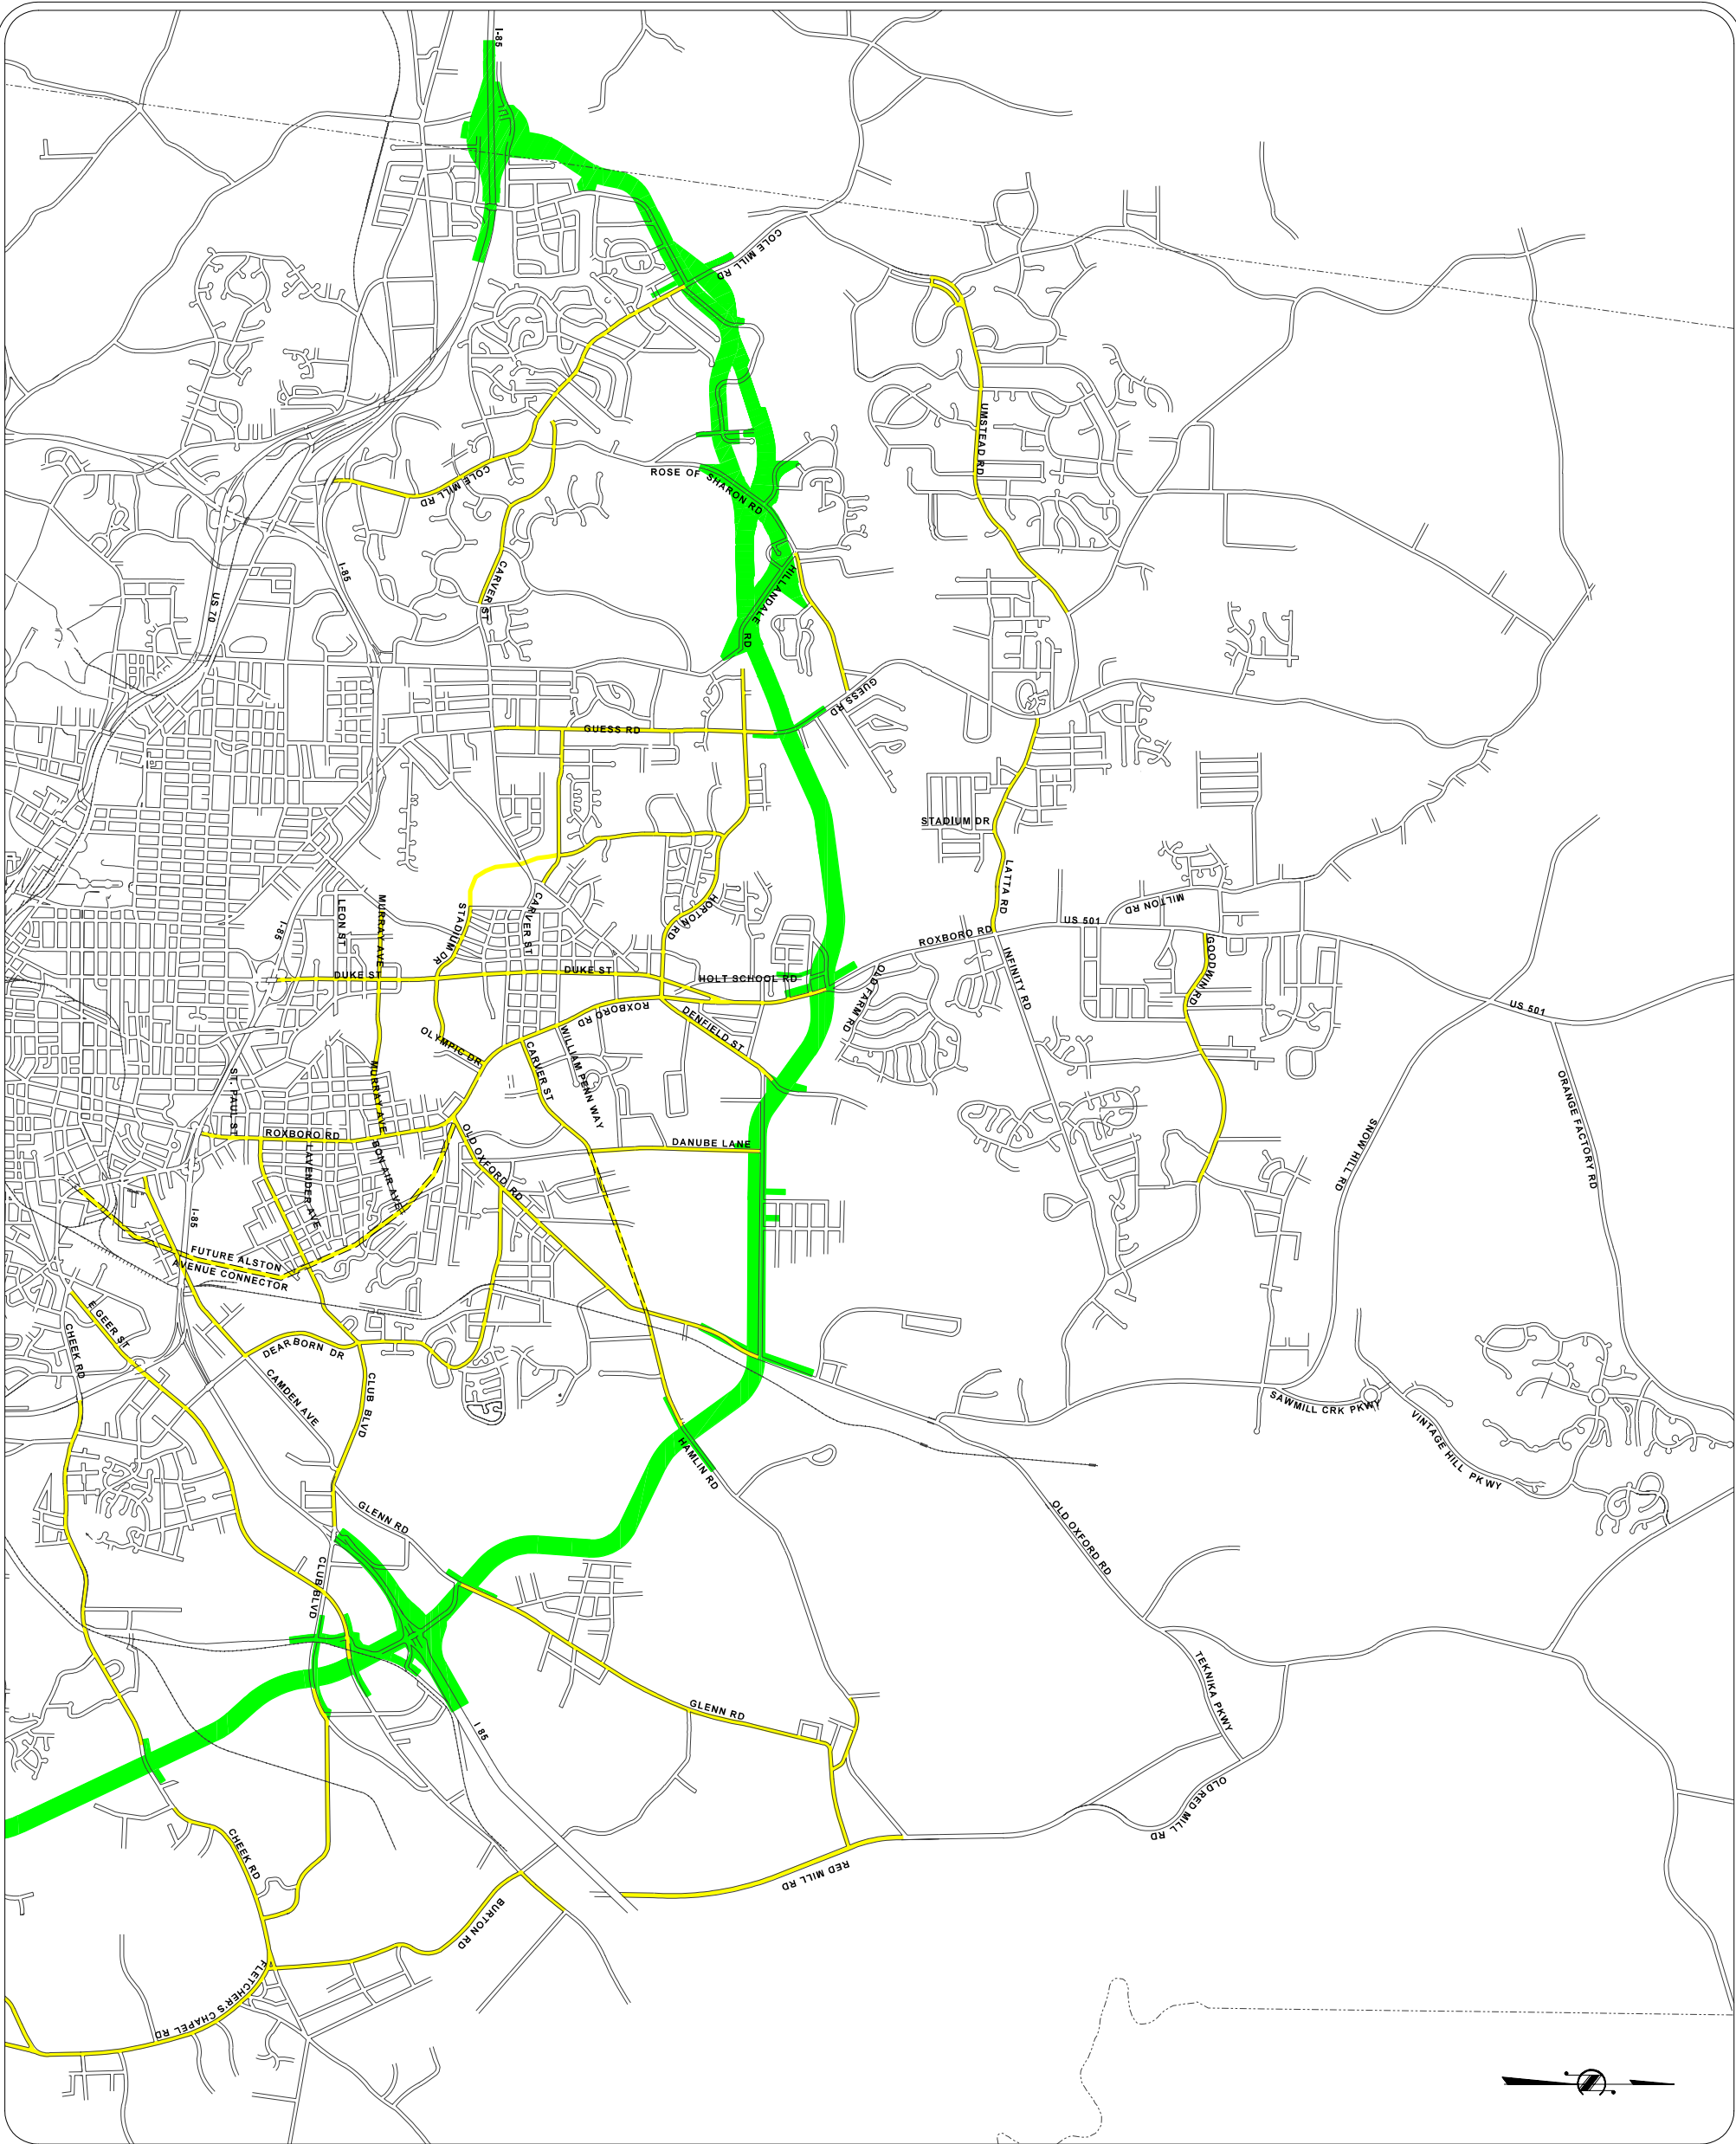 I-85
COLE MILL RD
UMSTEAD RD
COLE MILL RD
ROSE OF SHARON RD
I-85
CARVER ST
HILLANDALE
RD
US 70
GUESS RD
GUESS RD
STADIUM DR
LATTA RD
MILTON RD
US 501
ROXBORO RD
HORTON RD
CARVER ST
STADIUM DR
MURRAY AVE
LEON ST
I-85
DUKE ST
DUKE ST
HOLT SCHOOL RD
OLD FARM RD
INFINITY RD
GOODWIN RD
US 501
ROXBORO RD
DENFIELD ST
WILLIAM PENN WAY
CARVER ST
OLYMPIC DR
MURRAY AVE
ST. PAUL ST
ROXBORO RD
BON AIR AVE
LAVENDER AVE
OLD OXFORD RD
DANUBE LANE
SNOW HILL RD
ORANGE FACTORY RD
I-85
FUTURE ALSTON
AVENUE CONNECTOR
E GEER ST
CHEEK RD
DEARBORN DR
CAMDEN AVE
CLUB BLVD
HAMLIN RD
SAWMILL CRK PKWY
VINTAGE HILL PKWY
GLENN RD
OLD OXFORD RD
CLUB BLVD
GLENN RD
TEKNIKA PKWY
I 85
OLD RED MILL RD
RED MILL RD
CHEEK RD
BURTON RD
FLETCHER'S CHAPEL RD